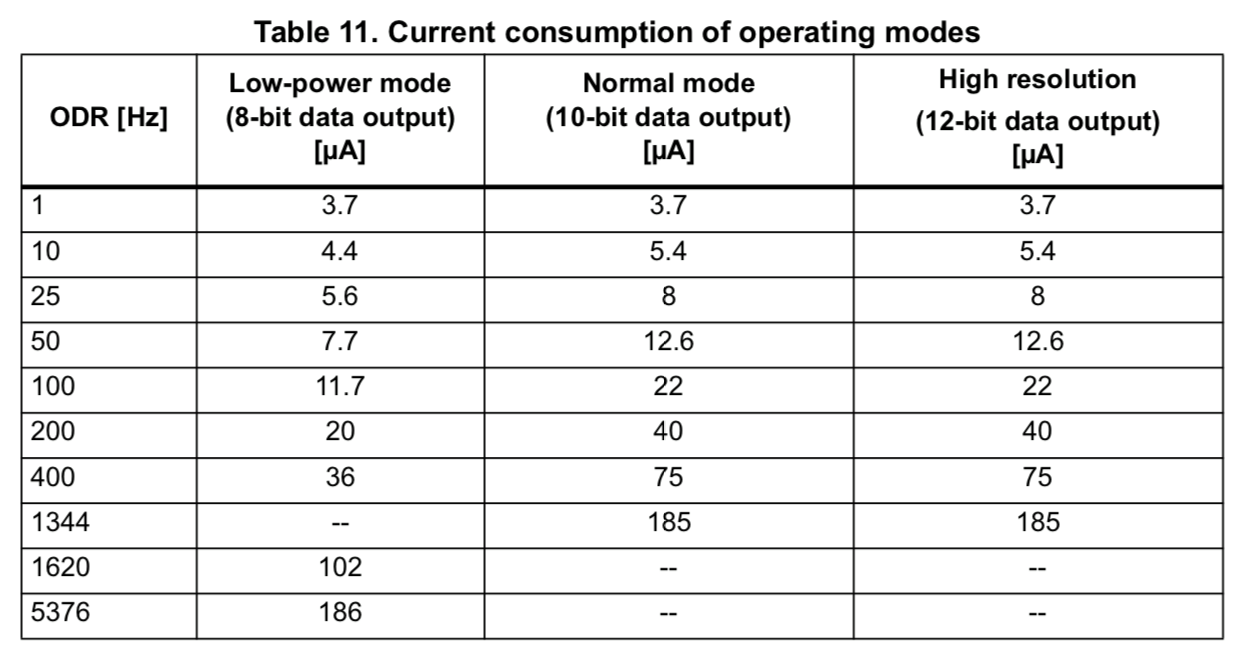 Table 11. Current consumption of operating modes
ODR [Hz] Low-power mode (8-bit data output) [µA] Normal mode (10-bit data output) [µA] High resolution (12-bit data output) [µA]
1 3.7 3.7 3.7
10 4.4 5.4 5.4
25 5.6 8 8
50 7.7 12.6 12.6
100 11.7 22 22
200 20 40 40
400 36 75 75
1344 -- 185 185
1620 102 -- --
5376 186 -- --